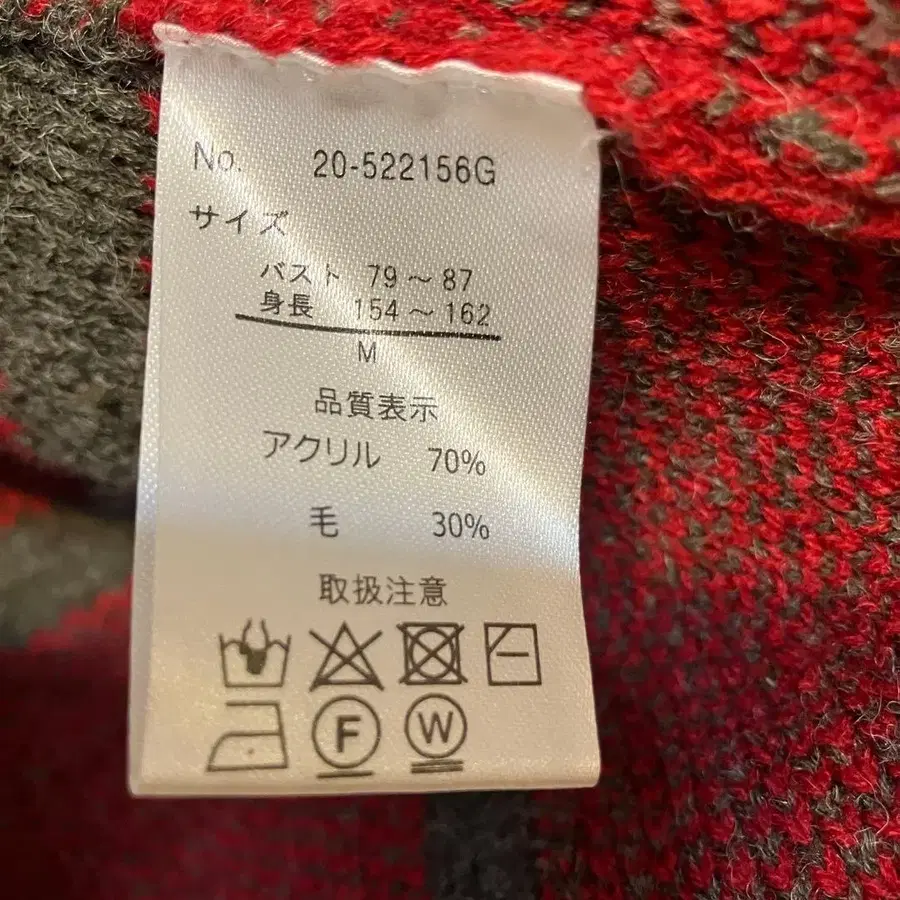 No. 20-522156G
サイズ
バスト 79～87
身長 154～162
M
品質表示
アクリル 70%
毛 30%
取扱注意
F W